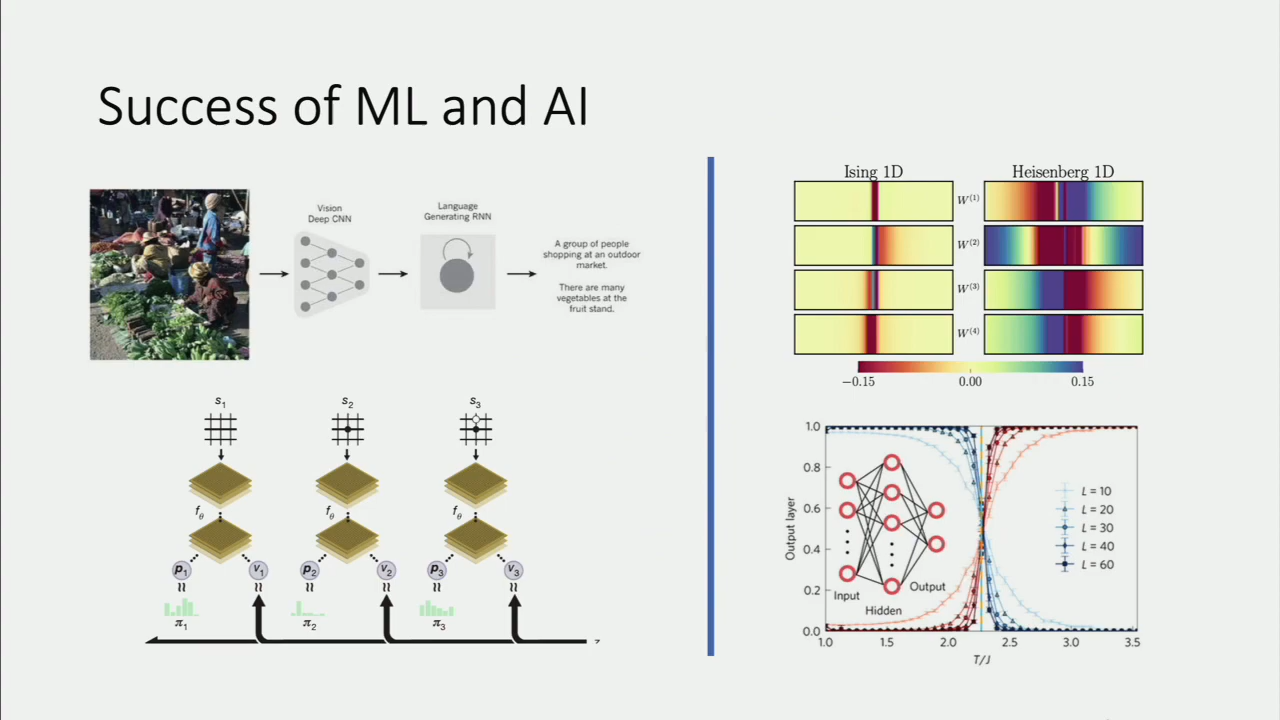 Success of ML and AI
Vision
Deep CNN
Language
Generating RNN
A group of people
shopping at an outdoor
market.
There are many
vegetables at the
fruit stand.
s1
s2
s3
fθ
fθ
fθ
p1
v1
p2
v2
p3
v3
π1
π2
π3
z
Ising 1D
Heisenberg 1D
W(1)
W(2)
W(3)
W(4)
−0.15
0.00
0.15
Output layer
1.0
0.8
0.6
0.4
0.2
0.0
Input
Hidden
Output
L = 10
L = 20
L = 30
L = 40
L = 60
1.0
1.5
2.0
2.5
3.0
3.5
T/J